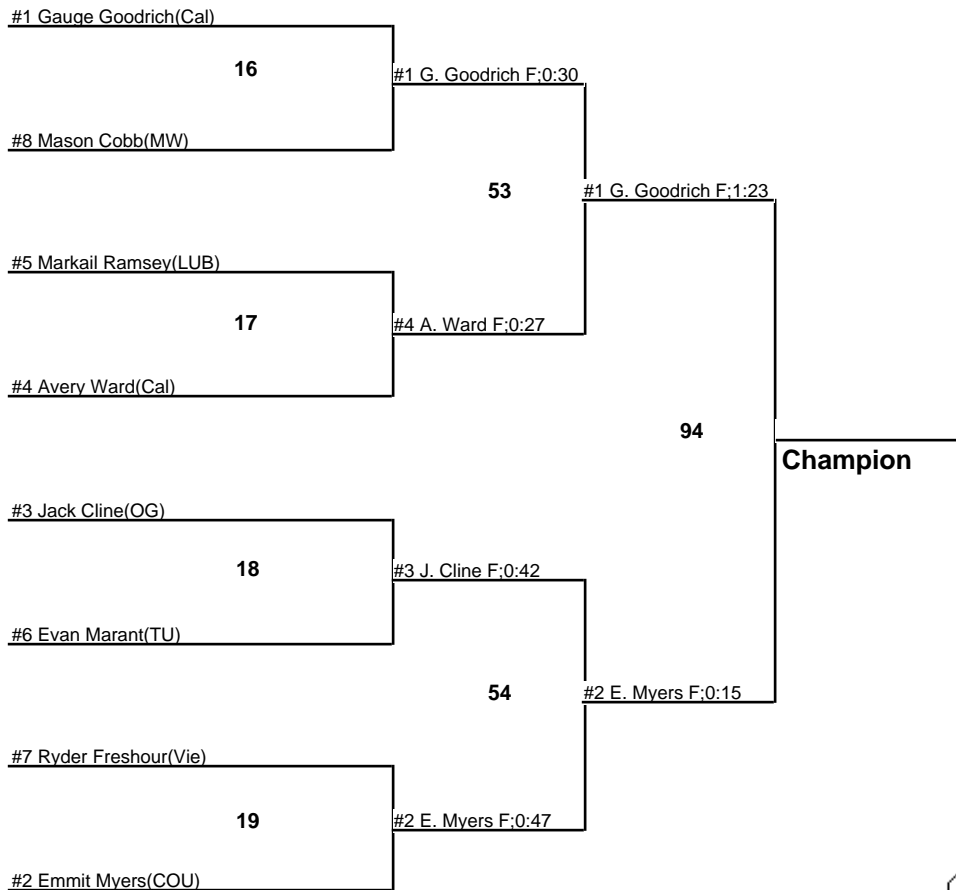 #1 Gauge Goodrich(Cal)
16
#1 G. Goodrich F;0:30
#8 Mason Cobb(MW)
53
#1 G. Goodrich F;1:23
#5 Markail Ramsey(LUB)
17
#4 A. Ward F;0:27
#4 Avery Ward(Cal)
94
Champion
#3 Jack Cline(OG)
18
#3 J. Cline F;0:42
#6 Evan Marant(TU)
54
#2 E. Myers F;0:15
#7 Ryder Freshour(Vie)
19
#2 E. Myers F;0:47
#2 Emmit Myers(COU)